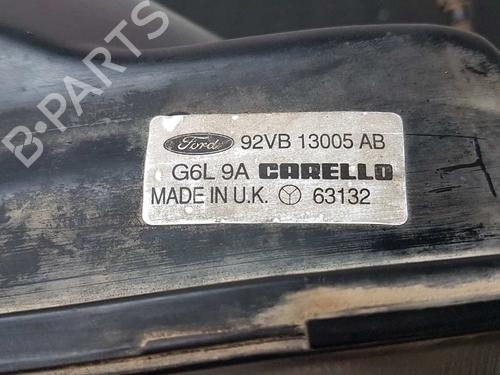 B-PARTS
Ford 92VB 13005 AB
G6L 9A CARELLO
MADE IN U.K. 63132